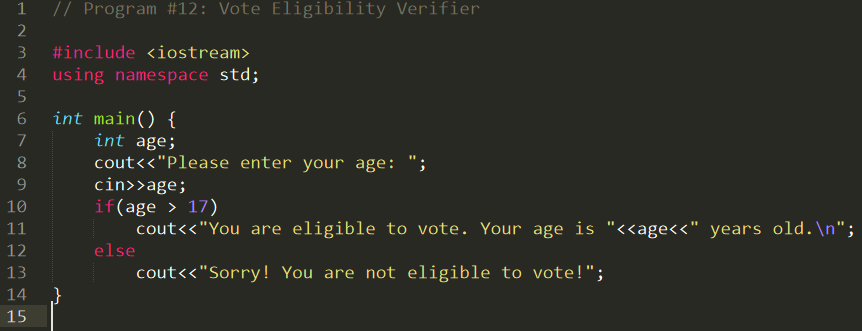 1 // Program #12: Vote Eligibility Verifier
2
3 #include <iostream>
4 using namespace std;
5
6 int main() {
7     int age;
8     cout<<"Please enter your age: ";
9     cin>>age;
10     if(age > 17)
11         cout<<"You are eligible to vote. Your age is "<<age<<" years old.\n";
12     else
13         cout<<"Sorry! You are not eligible to vote!";
14 }
15